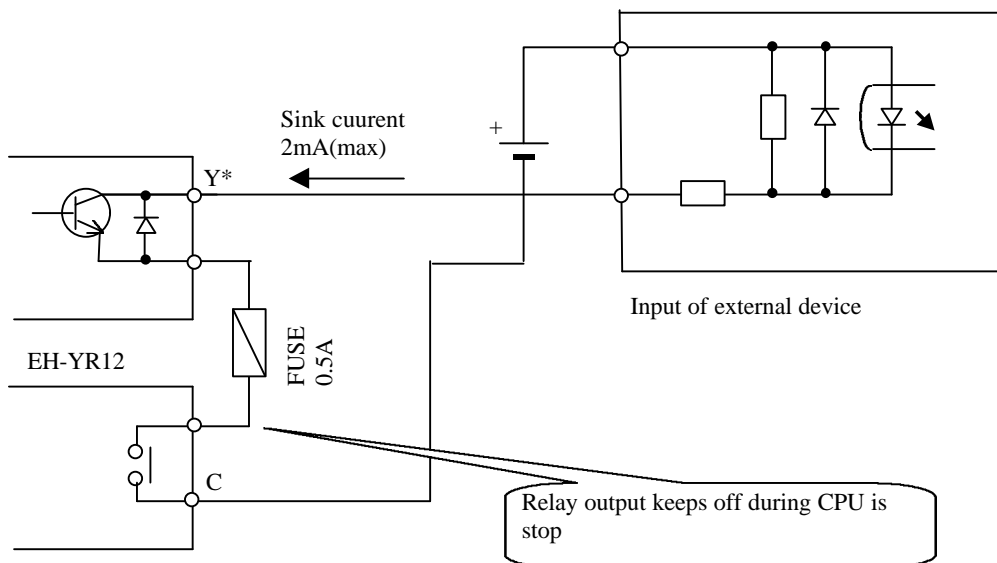 Sink cuurent
2mA(max)
+
Y*
Input of external device
EH-YR12
FUSE
0.5A
C
Relay output keeps off during CPU is
stop